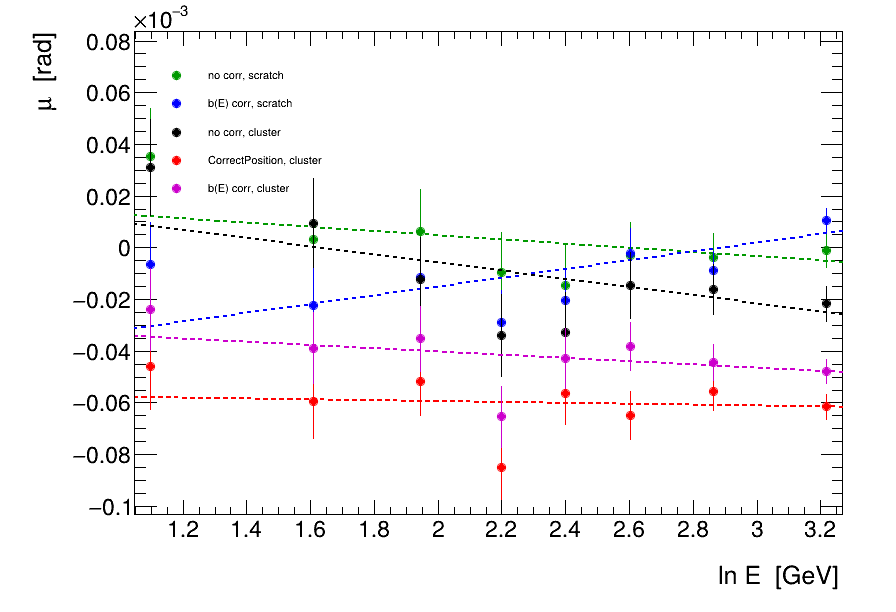 ×10⁻³
μ [rad]
0.08
0.06
0.04
0.02
0
−0.02
−0.04
−0.06
−0.08
−0.1
no corr, scratch
b(E) corr, scratch
no corr, cluster
CorrectPosition, cluster
b(E) corr, cluster
1.2 1.4 1.6 1.8 2 2.2 2.4 2.6 2.8 3 3.2
ln E [GeV]